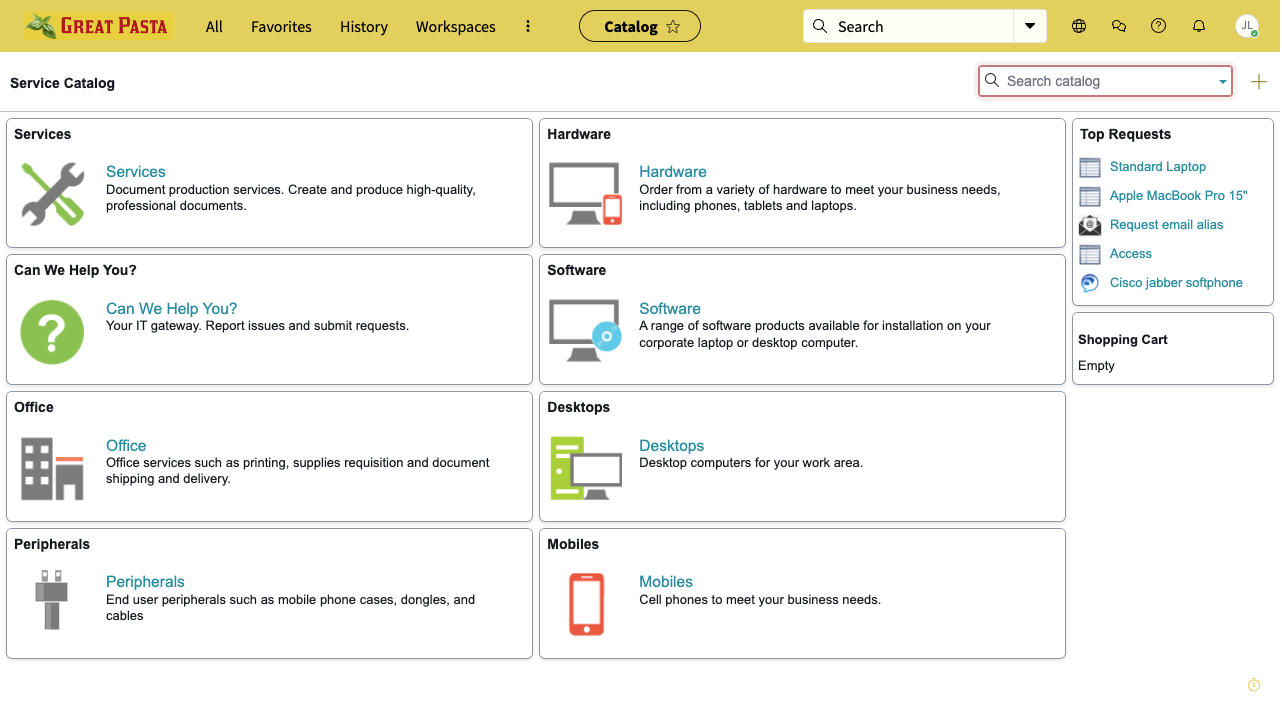 GREAT PASTA
All
Favorites
History
Workspaces
Catalog
Search
JL
Service Catalog
Search catalog
Services
Services
Document production services. Create and produce high-quality,
professional documents.
Hardware
Hardware
Order from a variety of hardware to meet your business needs,
including phones, tablets and laptops.
Can We Help You?
Can We Help You?
Your IT gateway. Report issues and submit requests.
Software
Software
A range of software products available for installation on your
corporate laptop or desktop computer.
Office
Office
Office services such as printing, supplies requisition and document
shipping and delivery.
Desktops
Desktops
Desktop computers for your work area.
Peripherals
Peripherals
End user peripherals such as mobile phone cases, dongles, and
cables
Mobiles
Mobiles
Cell phones to meet your business needs.
Top Requests
Standard Laptop
Apple MacBook Pro 15"
Request email alias
Access
Cisco jabber softphone
Shopping Cart
Empty